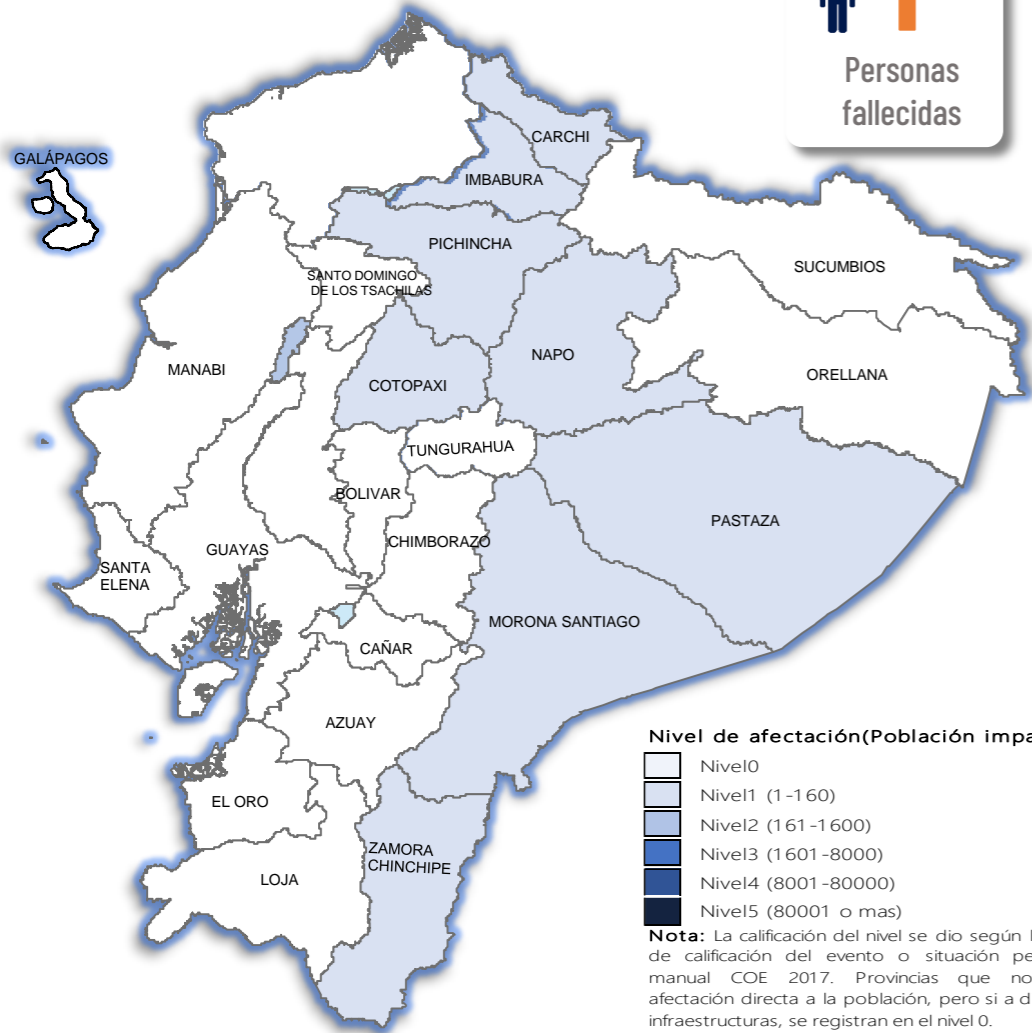 Personas
fallecidas
GALÁPAGOS
CARCHI
IMBABURA
PICHINCHA
SUCUMBIOS
SANTO DOMINGO
DE LOS TSACHILAS
NAPO
MANABI
COTOPAXI
ORELLANA
TUNGURAHUA
BOLIVAR
PASTAZA
CHIMBORAZO
GUAYAS
SANTA
ELENA
MORONA SANTIAGO
CAÑAR
AZUAY
EL ORO
ZAMORA
CHINCHIPE
LOJA
Nivel de afectación(Población impa
Nivel0
Nivel1 (1-160)
Nivel2 (161-1600)
Nivel3 (1601-8000)
Nivel4 (8001-80000)
Nivel5 (80001 o mas)
Nota: La calificación del nivel se dio según l
de calificación del evento o situación pe
manual COE 2017. Provincias que no
afectación directa a la población, pero si a d
infraestructuras, se registran en el nivel 0.